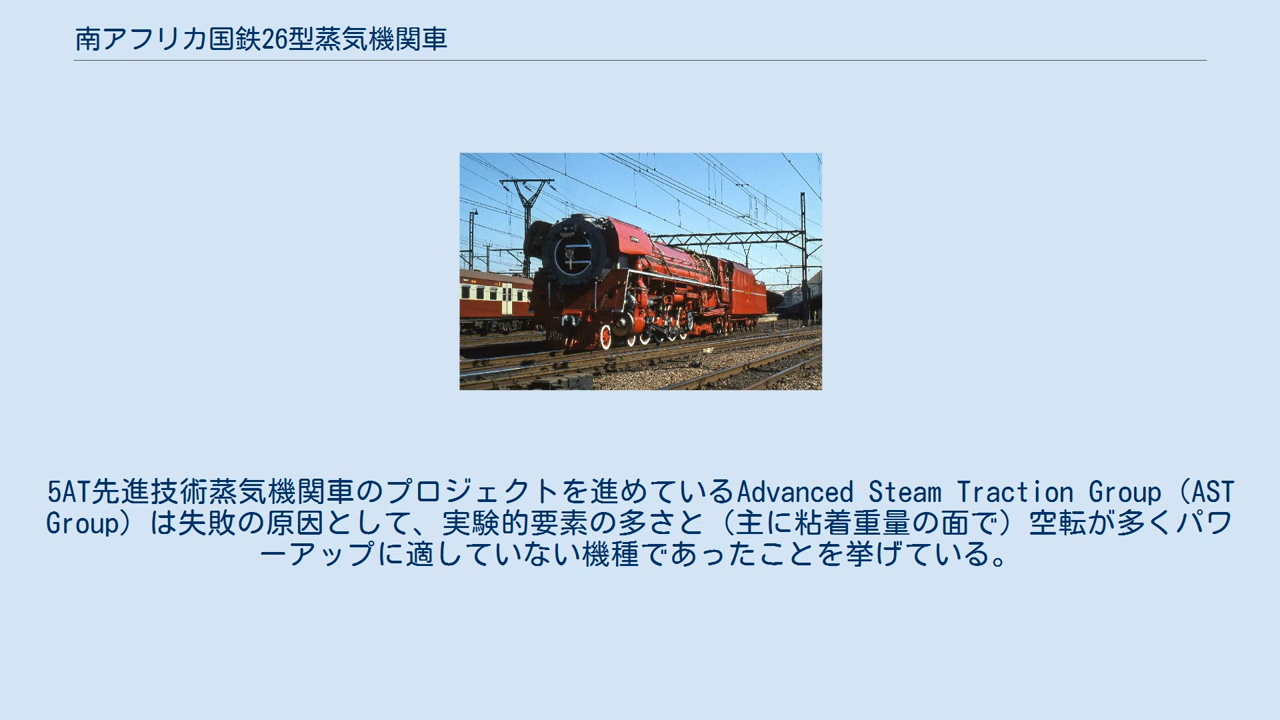 南アフリカ国鉄26型蒸気機関車
5AT先進技術蒸気機関車のプロジェクトを進めているAdvanced Steam Traction Group（AST
Group）は失敗の原因として、実験的要素の多さと（主に粘着重量の面で）空転が多くパワ
ーアップに適していない機種であったことを挙げている。